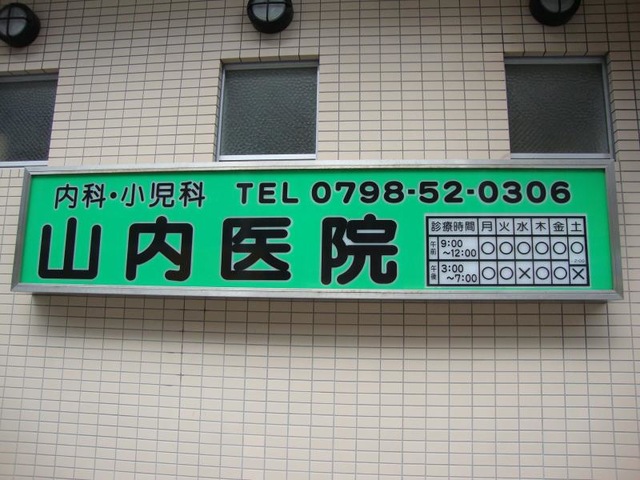 内科・小児科 TEL 0798-52-0306
山内医院
診療時間 月 火 水 木 金 土
午前 9:00～12:00 ○ ○ ○ ○ ○ ○
午後 3:00～7:00 ○ ○ × ○ ○ ×